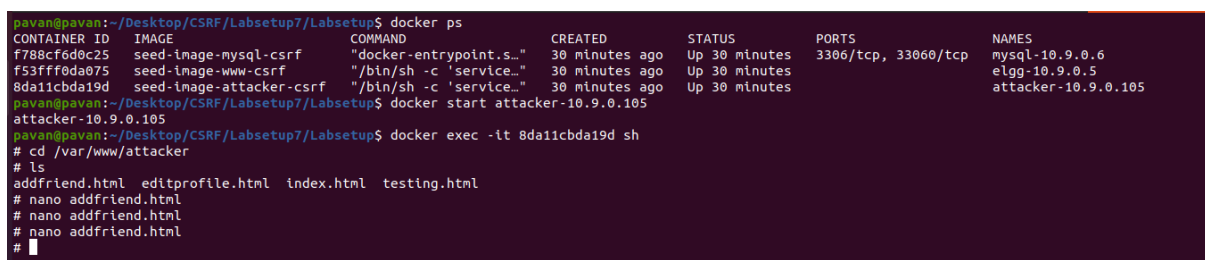 pavan@pavan:~/Desktop/CSRF/Labsetup7/Labsetup$ docker ps
CONTAINER ID   IMAGE                      COMMAND                  CREATED          STATUS          PORTS                 NAMES
f788cf6d0c25   seed-image-mysql-csrf      "docker-entrypoint.s…"   30 minutes ago   Up 30 minutes   3306/tcp, 33060/tcp   mysql-10.9.0.6
f53fff0da075   seed-image-www-csrf        "/bin/sh -c 'service…"   30 minutes ago   Up 30 minutes                         elgg-10.9.0.5
8da11cbda19d   seed-image-attacker-csrf   "/bin/sh -c 'service…"   30 minutes ago   Up 30 minutes                         attacker-10.9.0.105
pavan@pavan:~/Desktop/CSRF/Labsetup7/Labsetup$ docker start attacker-10.9.0.105
attacker-10.9.0.105
pavan@pavan:~/Desktop/CSRF/Labsetup7/Labsetup$ docker exec -it 8da11cbda19d sh
# cd /var/www/attacker
# ls
addfriend.html  editprofile.html  index.html  testing.html
# nano addfriend.html
# nano addfriend.html
# nano addfriend.html
#